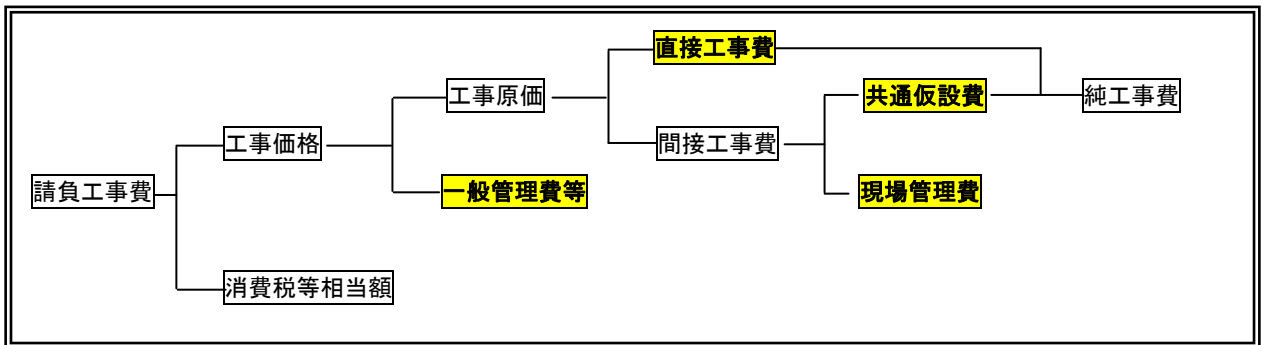 直接工事費
工事原価
共通仮設費
純工事費
工事価格
間接工事費
請負工事費
一般管理費等
現場管理費
消費税等相当額